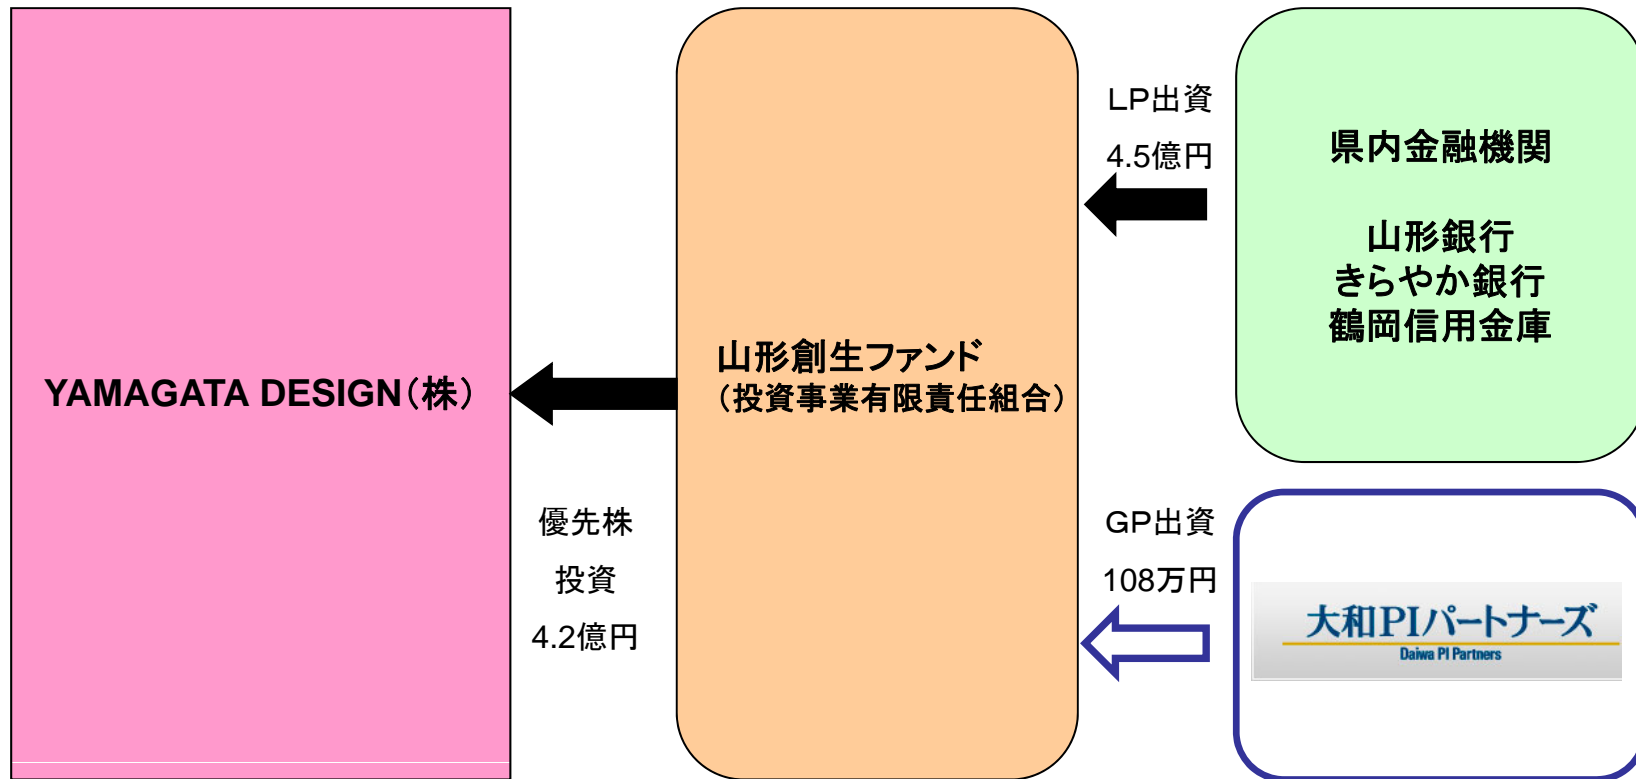 YAMAGATA DESIGN（株）
優先株
投資
4.2億円
山形創生ファンド
（投資事業有限責任組合）
LP出資
4.5億円
県内金融機関
山形銀行
きらやか銀行
鶴岡信用金庫
GP出資
108万円
大和PIパートナーズ
Daiwa PI Partners